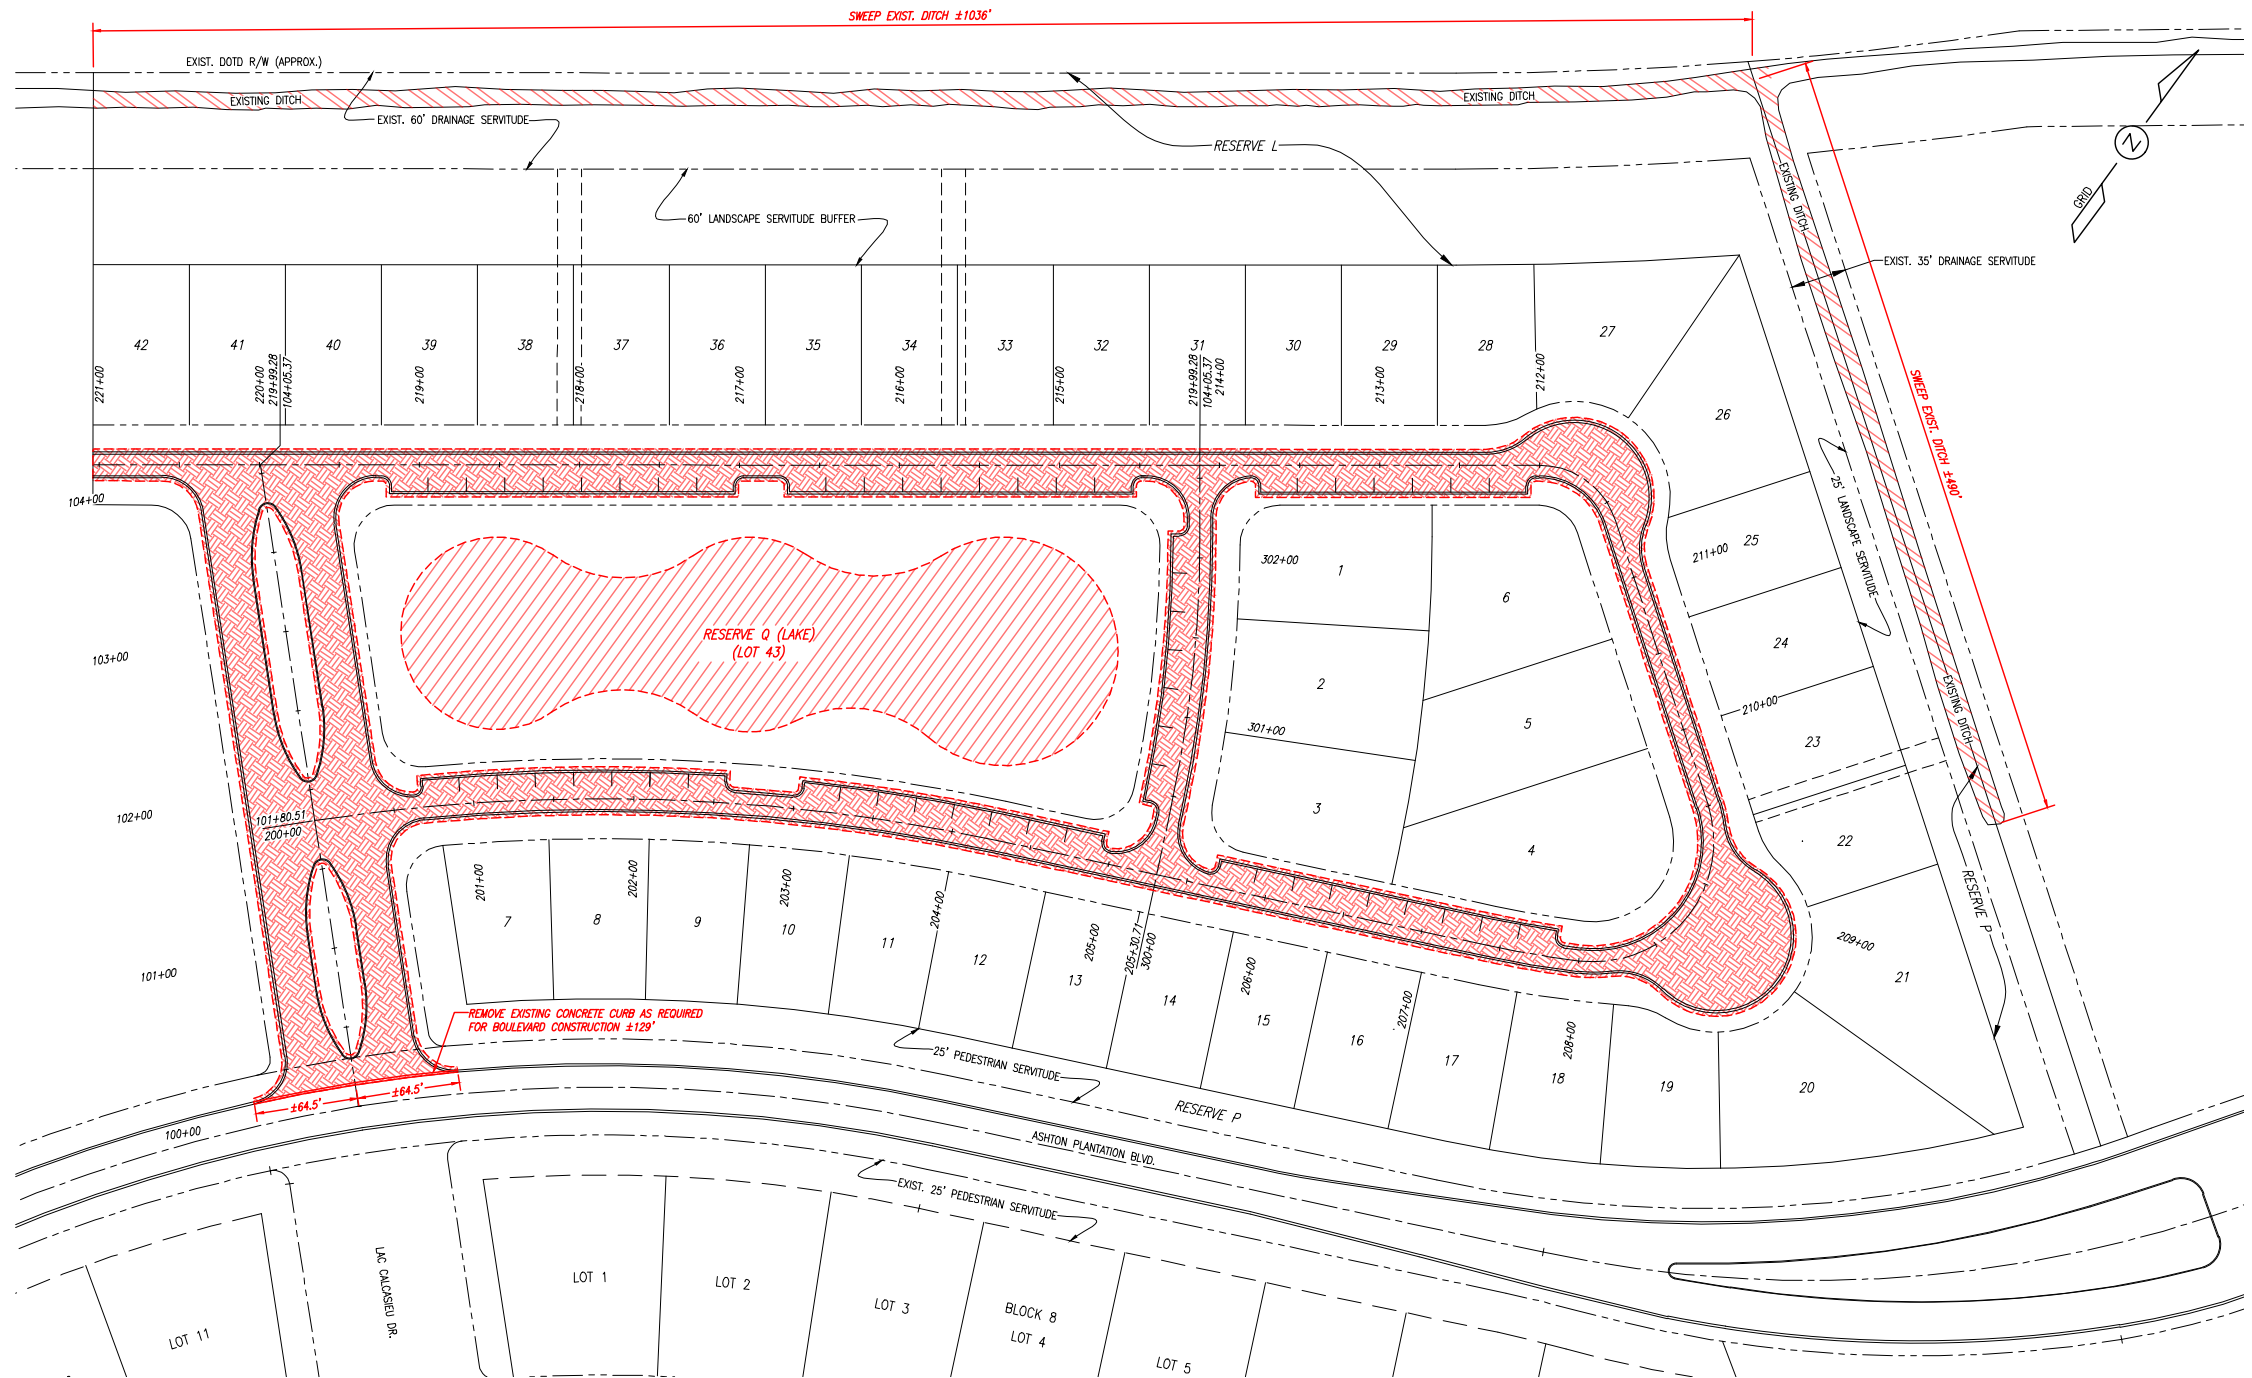 SWEEP EXIST. DITCH ±1036'
EXIST. DOTD R/W (APPROX.)
EXISTING DITCH
EXISTING DITCH
EXIST. 60' DRAINAGE SERVITUDE
RESERVE L
N
GRID
EXISTING DITCH
60' LANDSCAPE SERVITUDE BUFFER
EXIST. 35' DRAINAGE SERVITUDE
42
41
40
39
38
37
36
35
34
33
32
31
30
29
28
27
26
221+00
220+00
219+99.28
104+05.37
219+00
218+00
217+00
216+00
215+00
219+99.28
104+05.37
214+00
213+00
212+00
SWEEP EXIST. DITCH ±490'
25' LANDSCAPE SERVITUDE
104+00
302+00
1
6
211+00
25
RESERVE Q (LAKE)
(LOT 43)
103+00
24
2
210+00
301+00
5
23
EXISTING DITCH
102+00
101+80.51
200+00
3
4
22
RESERVE P
201+00
202+00
203+00
204+00
205+00
205+30.71
300+00
206+00
207+00
208+00
209+00
7
8
9
10
11
12
13
14
15
16
17
18
19
20
21
101+00
REMOVE EXISTING CONCRETE CURB AS REQUIRED
FOR BOULEVARD CONSTRUCTION ±129'
25' PEDESTRIAN SERVITUDE
±64.5'
±64.5'
100+00
RESERVE P
ASHTON PLANTATION BLVD.
EXIST. 25' PEDESTRIAN SERVITUDE
LAC CALCASIEU DR.
LOT 11
LOT 1
LOT 2
LOT 3
BLOCK 8
LOT 4
LOT 5